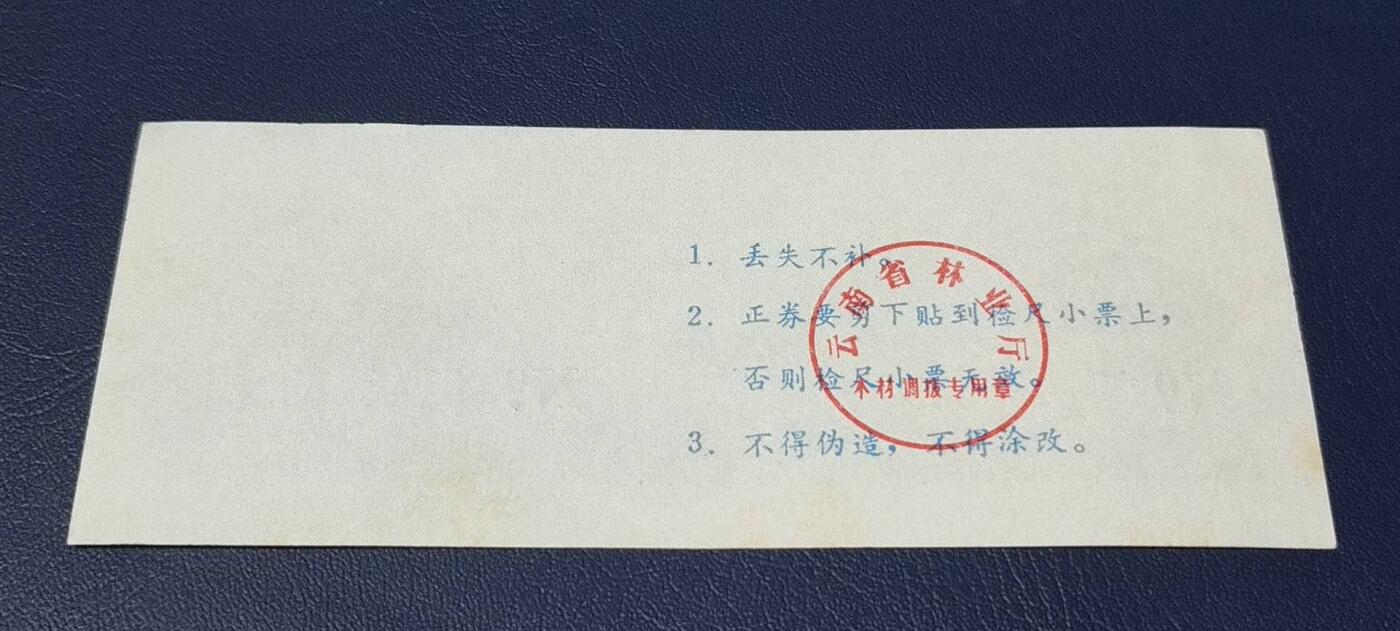 1. 丢失不补。
2. 正券要剪下贴到检尺小票上，
否则检尺小票无效。
3. 不得伪造，不得涂改。
云南省林业厅
木材调拨专用章